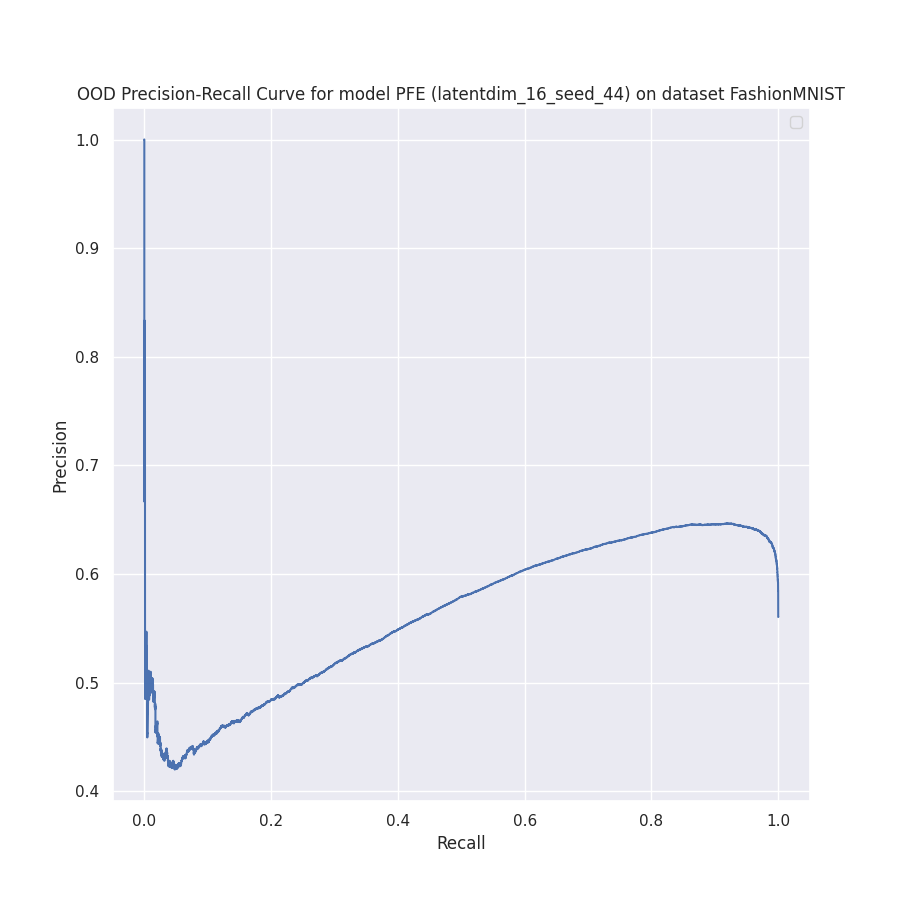 OOD Precision-Recall Curve for model PFE (latentdim_16_seed_44) on dataset FashionMNIST
1.0
0.9
0.8
0.7
0.6
0.5
0.4
Precision
0.0 0.2 0.4 0.6 0.8 1.0
Recall